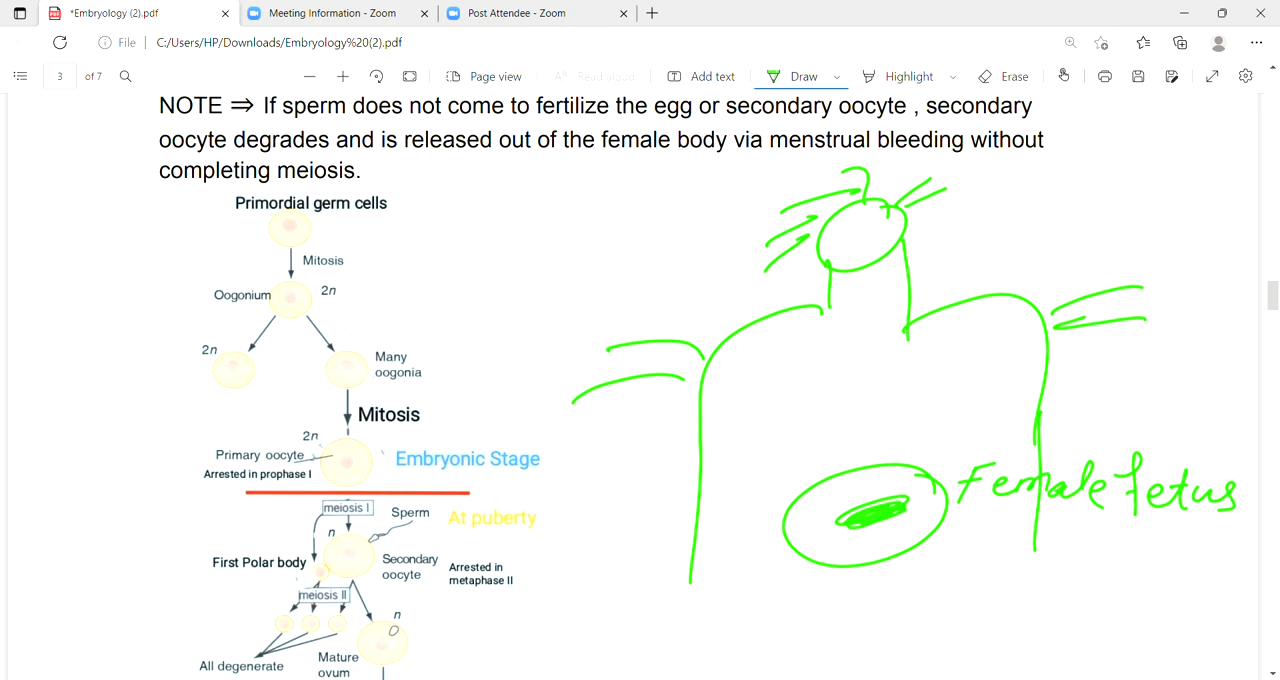 *Embryology (2).pdf
Meeting Information - Zoom
Post Attendee - Zoom
File
C:/Users/HP/Downloads/Embryology%20(2).pdf
3 of 7
Page view
Read aloud
Add text
Draw
Highlight
Erase
NOTE ⇒ If sperm does not come to fertilize the egg or secondary oocyte , secondary
oocyte degrades and is released out of the female body via menstrual bleeding without
completing meiosis.
Primordial germ cells
Mitosis
Oogonium
2n
2n
Many
oogonia
Mitosis
2n
Primary oocyte
Arrested in prophase I
Embryonic Stage
meiosis I
Sperm
At puberty
n
First Polar body
Secondary
oocyte
Arrested in
metaphase II
meiosis II
n
All degenerate
Mature
ovum
Female fetus